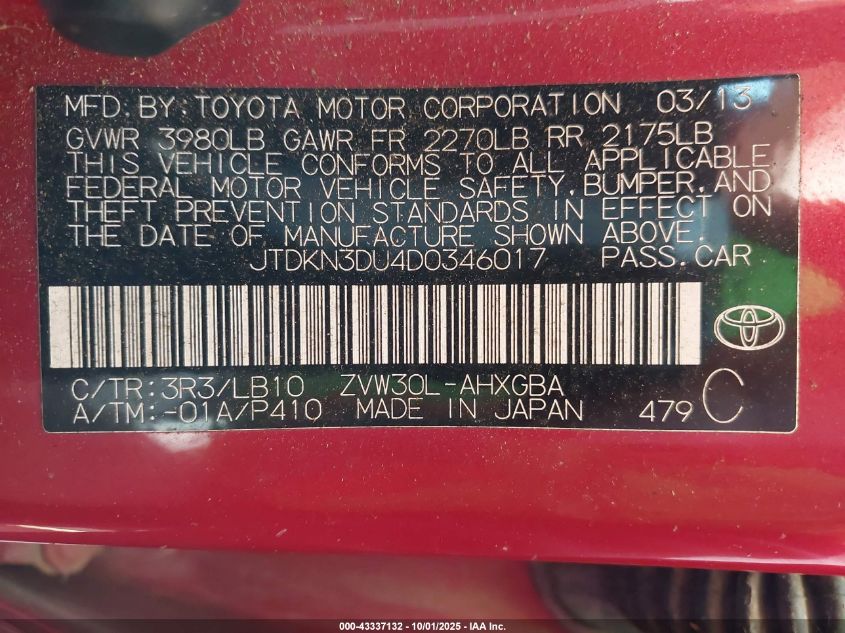 MFD. BY: TOYOTA MOTOR CORPORATION 03/13
GVWR 3980LB GAWR FR 2270LB RR 2175LB
THIS VEHICLE CONFORMS TO ALL APPLICABLE
FEDERAL MOTOR VEHICLE SAFETY, BUMPER, AND
THEFT PREVENTION STANDARDS IN EFFECT ON
THE DATE OF MANUFACTURE SHOWN ABOVE.
JTDKN3DU4D0346017 PASS. CAR
C/TR: 3R3/LB10 ZVW30L-AHXGBA
A/TM: -01A/P410 MADE IN JAPAN 479 C
000-43337132 - 10/01/2025 - IAA Inc.